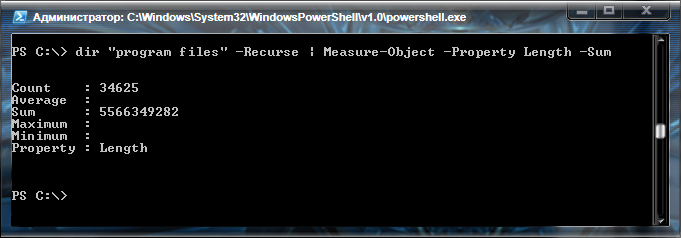 Администратор: C:\Windows\System32\WindowsPowerShell\v1.0\powershell.exe
PS C:\> dir "program files" -Recurse | Measure-Object -Property Length -Sum
Count : 34625
Average :
Sum : 5566349282
Maximum :
Minimum :
Property : Length
PS C:\>